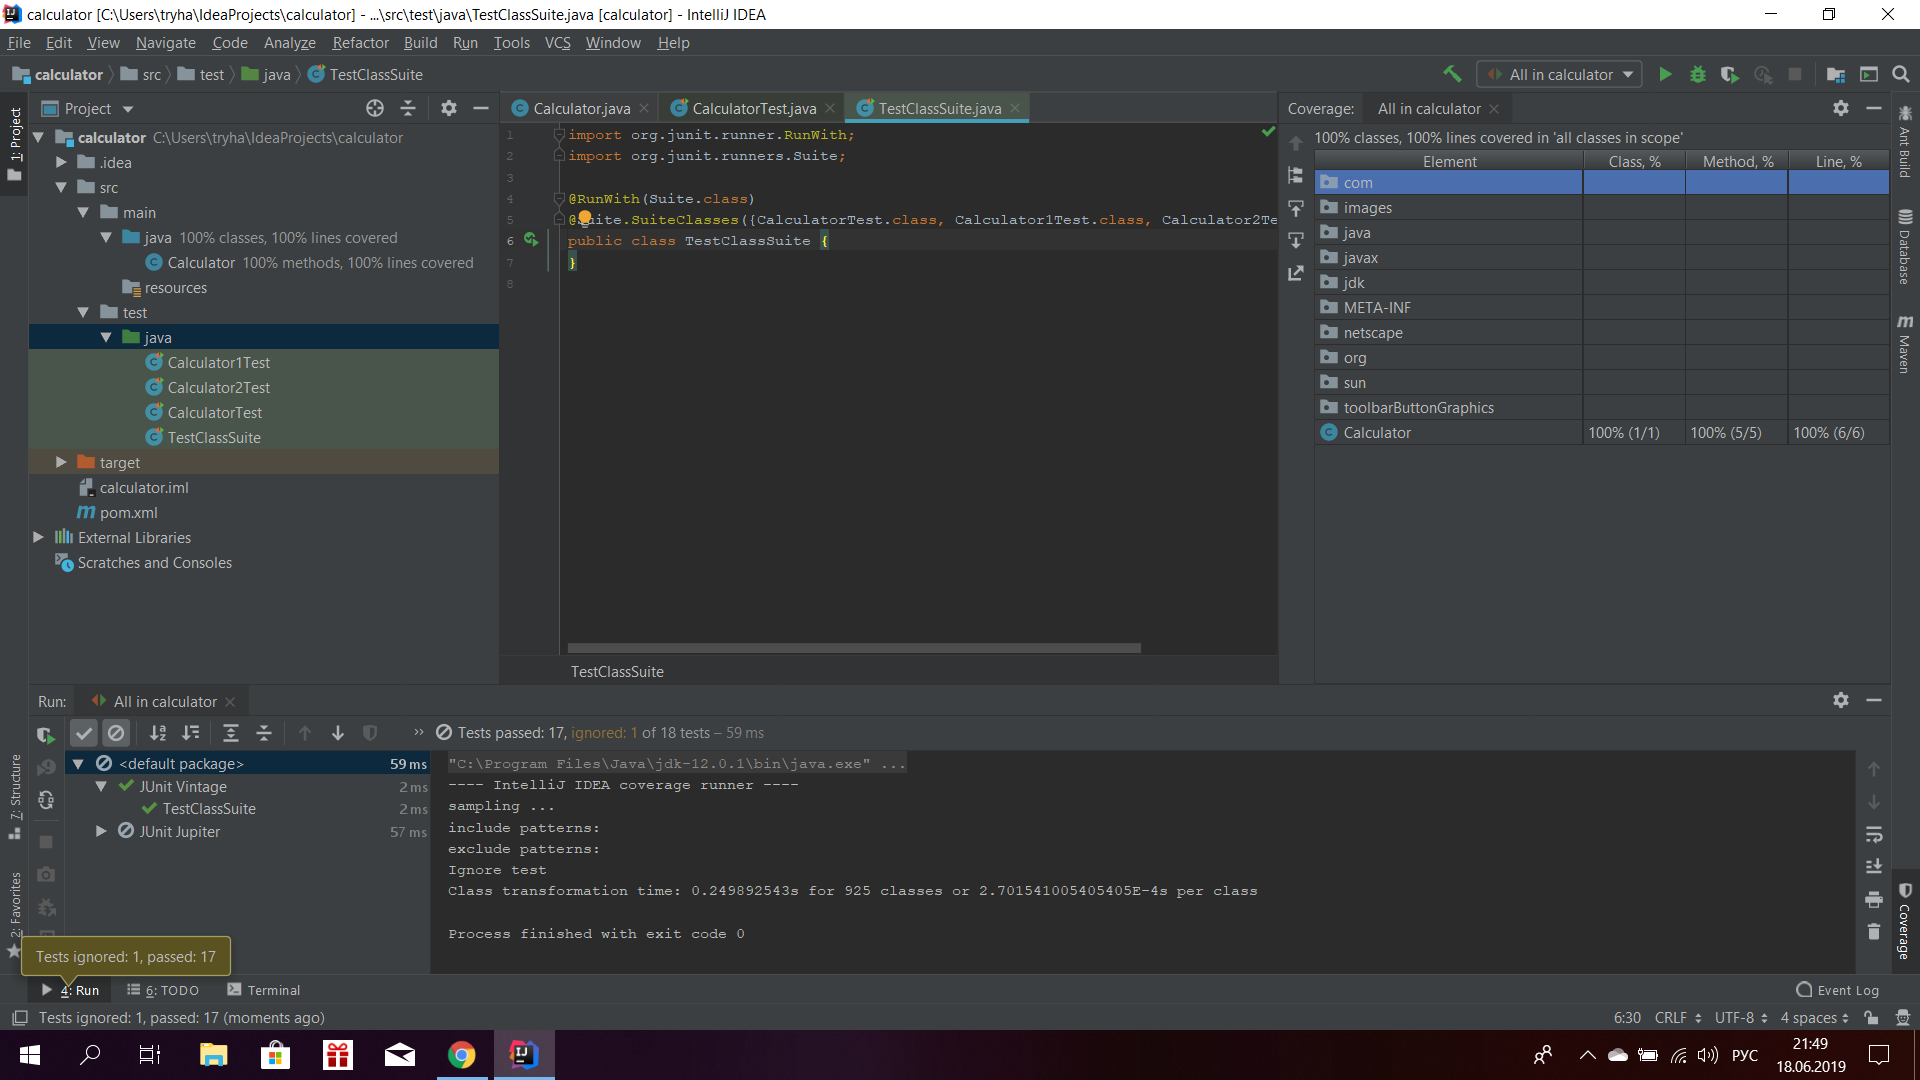 calculator [C:\Users\tryha\IdeaProjects\calculator] - ...\src\test\java\TestClassSuite.java [calculator] - IntelliJ IDEA
File Edit View Navigate Code Analyze Refactor Build Run Tools VCS Window Help
calculator src test java TestClassSuite All in calculator
Project
Calculator.java CalculatorTest.java TestClassSuite.java
Coverage: All in calculator
1: Project
calculator C:\Users\tryha\IdeaProjects\calculator
.idea
src
main
java 100% classes, 100% lines covered
Calculator 100% methods, 100% lines covered
resources
test
java
Calculator1Test
Calculator2Test
CalculatorTest
TestClassSuite
target
calculator.iml
pom.xml
External Libraries
Scratches and Consoles
1 import org.junit.runner.RunWith;
2 import org.junit.runners.Suite;
3
4 @RunWith(Suite.class)
5 @Suite.SuiteClasses({CalculatorTest.class, Calculator1Test.class, Calculator2Te
6 public class TestClassSuite {
7 }
8
TestClassSuite
100% classes, 100% lines covered in 'all classes in scope'
Element Class, % Method, % Line, %
com
images
java
javax
jdk
META-INF
netscape
org
sun
toolbarButtonGraphics
Calculator 100% (1/1) 100% (5/5) 100% (6/6)
Ant Build
Database
Maven
Coverage
Run: All in calculator
Tests passed: 17, ignored: 1 of 18 tests – 59 ms
<default package> 59 ms
JUnit Vintage 2 ms
TestClassSuite 2 ms
JUnit Jupiter 57 ms
"C:\Program Files\Java\jdk-12.0.1\bin\java.exe" ...
---- IntelliJ IDEA coverage runner ----
sampling ...
include patterns:
exclude patterns:
Ignore test
Class transformation time: 0.249892543s for 925 classes or 2.701541005405405E-4s per class
Process finished with exit code 0
7: Structure
2: Favorites
Tests ignored: 1, passed: 17
4: Run 6: TODO Terminal Event Log
Tests ignored: 1, passed: 17 (moments ago) 6:30 CRLF UTF-8 4 spaces
РУС
21:49
18.06.2019